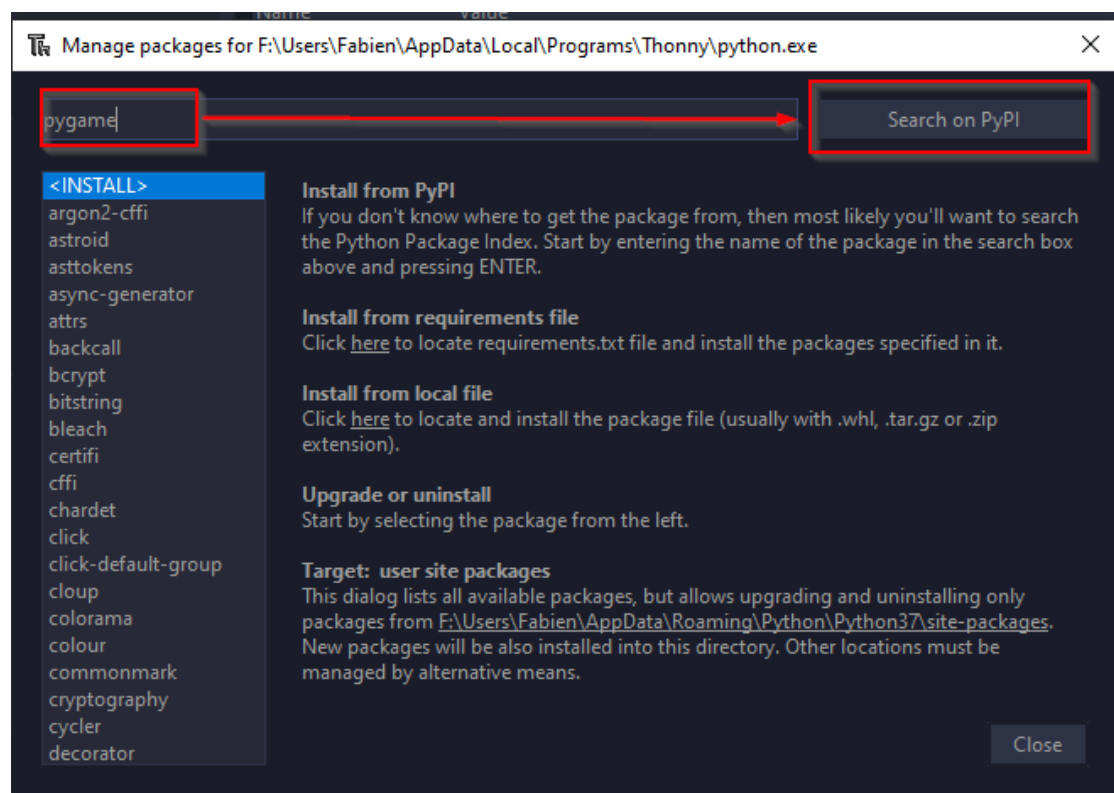 Name Value
Manage packages for F:\Users\Fabien\AppData\Local\Programs\Thonny\python.exe
pygame
Search on PyPI
<INSTALL>
argon2-cffi
astroid
asttokens
async-generator
attrs
backcall
bcrypt
bitstring
bleach
certifi
cffi
chardet
click
click-default-group
cloup
colorama
colour
commonmark
cryptography
cycler
decorator
Install from PyPI
If you don't know where to get the package from, then most likely you'll want to search
the Python Package Index. Start by entering the name of the package in the search box
above and pressing ENTER.
Install from requirements file
Click here to locate requirements.txt file and install the packages specified in it.
Install from local file
Click here to locate and install the package file (usually with .whl, .tar.gz or .zip
extension).
Upgrade or uninstall
Start by selecting the package from the left.
Target: user site packages
This dialog lists all available packages, but allows upgrading and uninstalling only
packages from F:\Users\Fabien\AppData\Roaming\Python\Python37\site-packages.
New packages will be also installed into this directory. Other locations must be
managed by alternative means.
Close